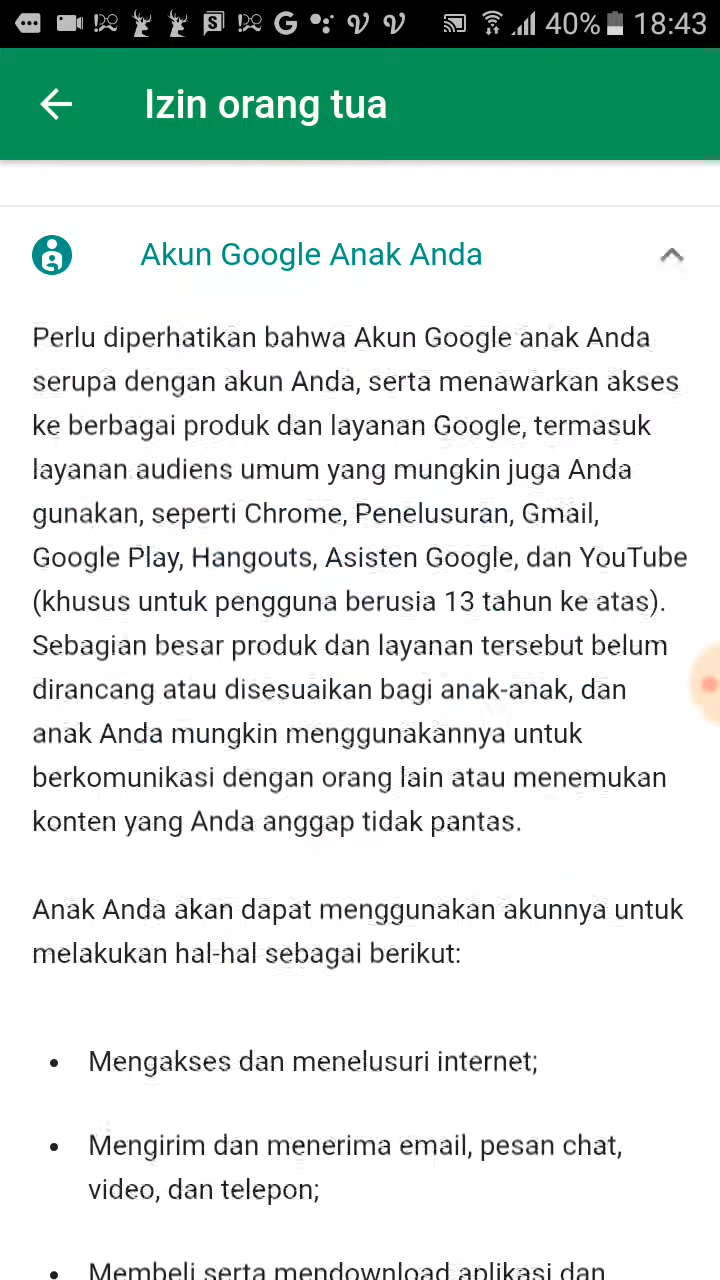 40% 18:43
Izin orang tua
Akun Google Anak Anda
Perlu diperhatikan bahwa Akun Google anak Anda
serupa dengan akun Anda, serta menawarkan akses
ke berbagai produk dan layanan Google, termasuk
layanan audiens umum yang mungkin juga Anda
gunakan, seperti Chrome, Penelusuran, Gmail,
Google Play, Hangouts, Asisten Google, dan YouTube
(khusus untuk pengguna berusia 13 tahun ke atas).
Sebagian besar produk dan layanan tersebut belum
dirancang atau disesuaikan bagi anak-anak, dan
anak Anda mungkin menggunakannya untuk
berkomunikasi dengan orang lain atau menemukan
konten yang Anda anggap tidak pantas.
Anak Anda akan dapat menggunakan akunnya untuk
melakukan hal-hal sebagai berikut:
• Mengakses dan menelusuri internet;
• Mengirim dan menerima email, pesan chat,
video, dan telepon;
• Membeli serta mendownload aplikasi dan